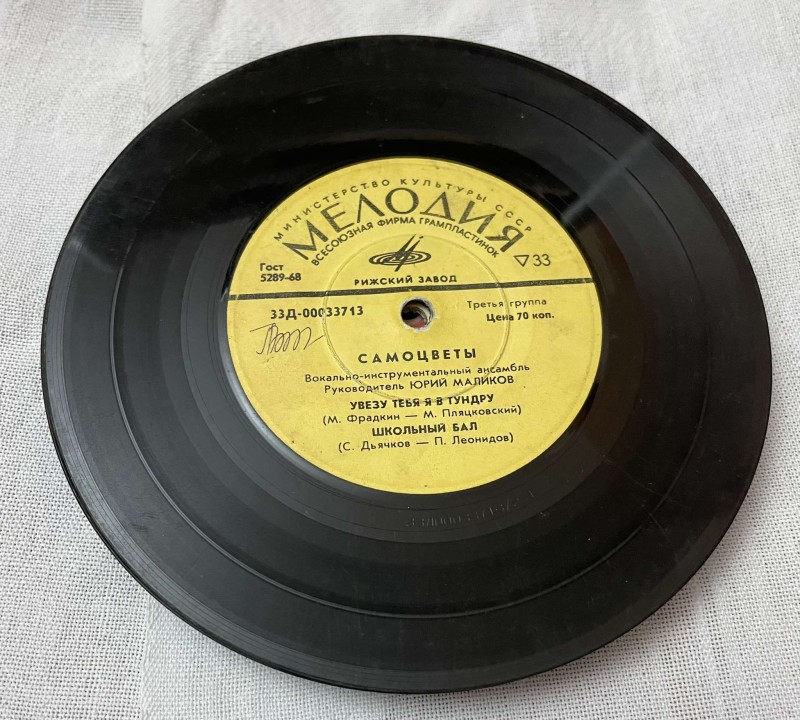 МИНИСТЕРСТВО КУЛЬТУРЫ СССР
МЕЛОДИЯ
ВСЕСОЮЗНАЯ ФИРМА ГРАМПЛАСТИНОК
Гост
5289-68
▽33
РИЖСКИЙ ЗАВОД
33Д-00033713
Третья группа
Цена 70 коп.
САМОЦВЕТЫ
Вокально-инструментальный ансамбль
Руководитель ЮРИЙ МАЛИКОВ
УВЕЗУ ТЕБЯ Я В ТУНДРУ
(М. Фрадкин — М. Пляцковский)
ШКОЛЬНЫЙ БАЛ
(С. Дьячков — П. Леонидов)